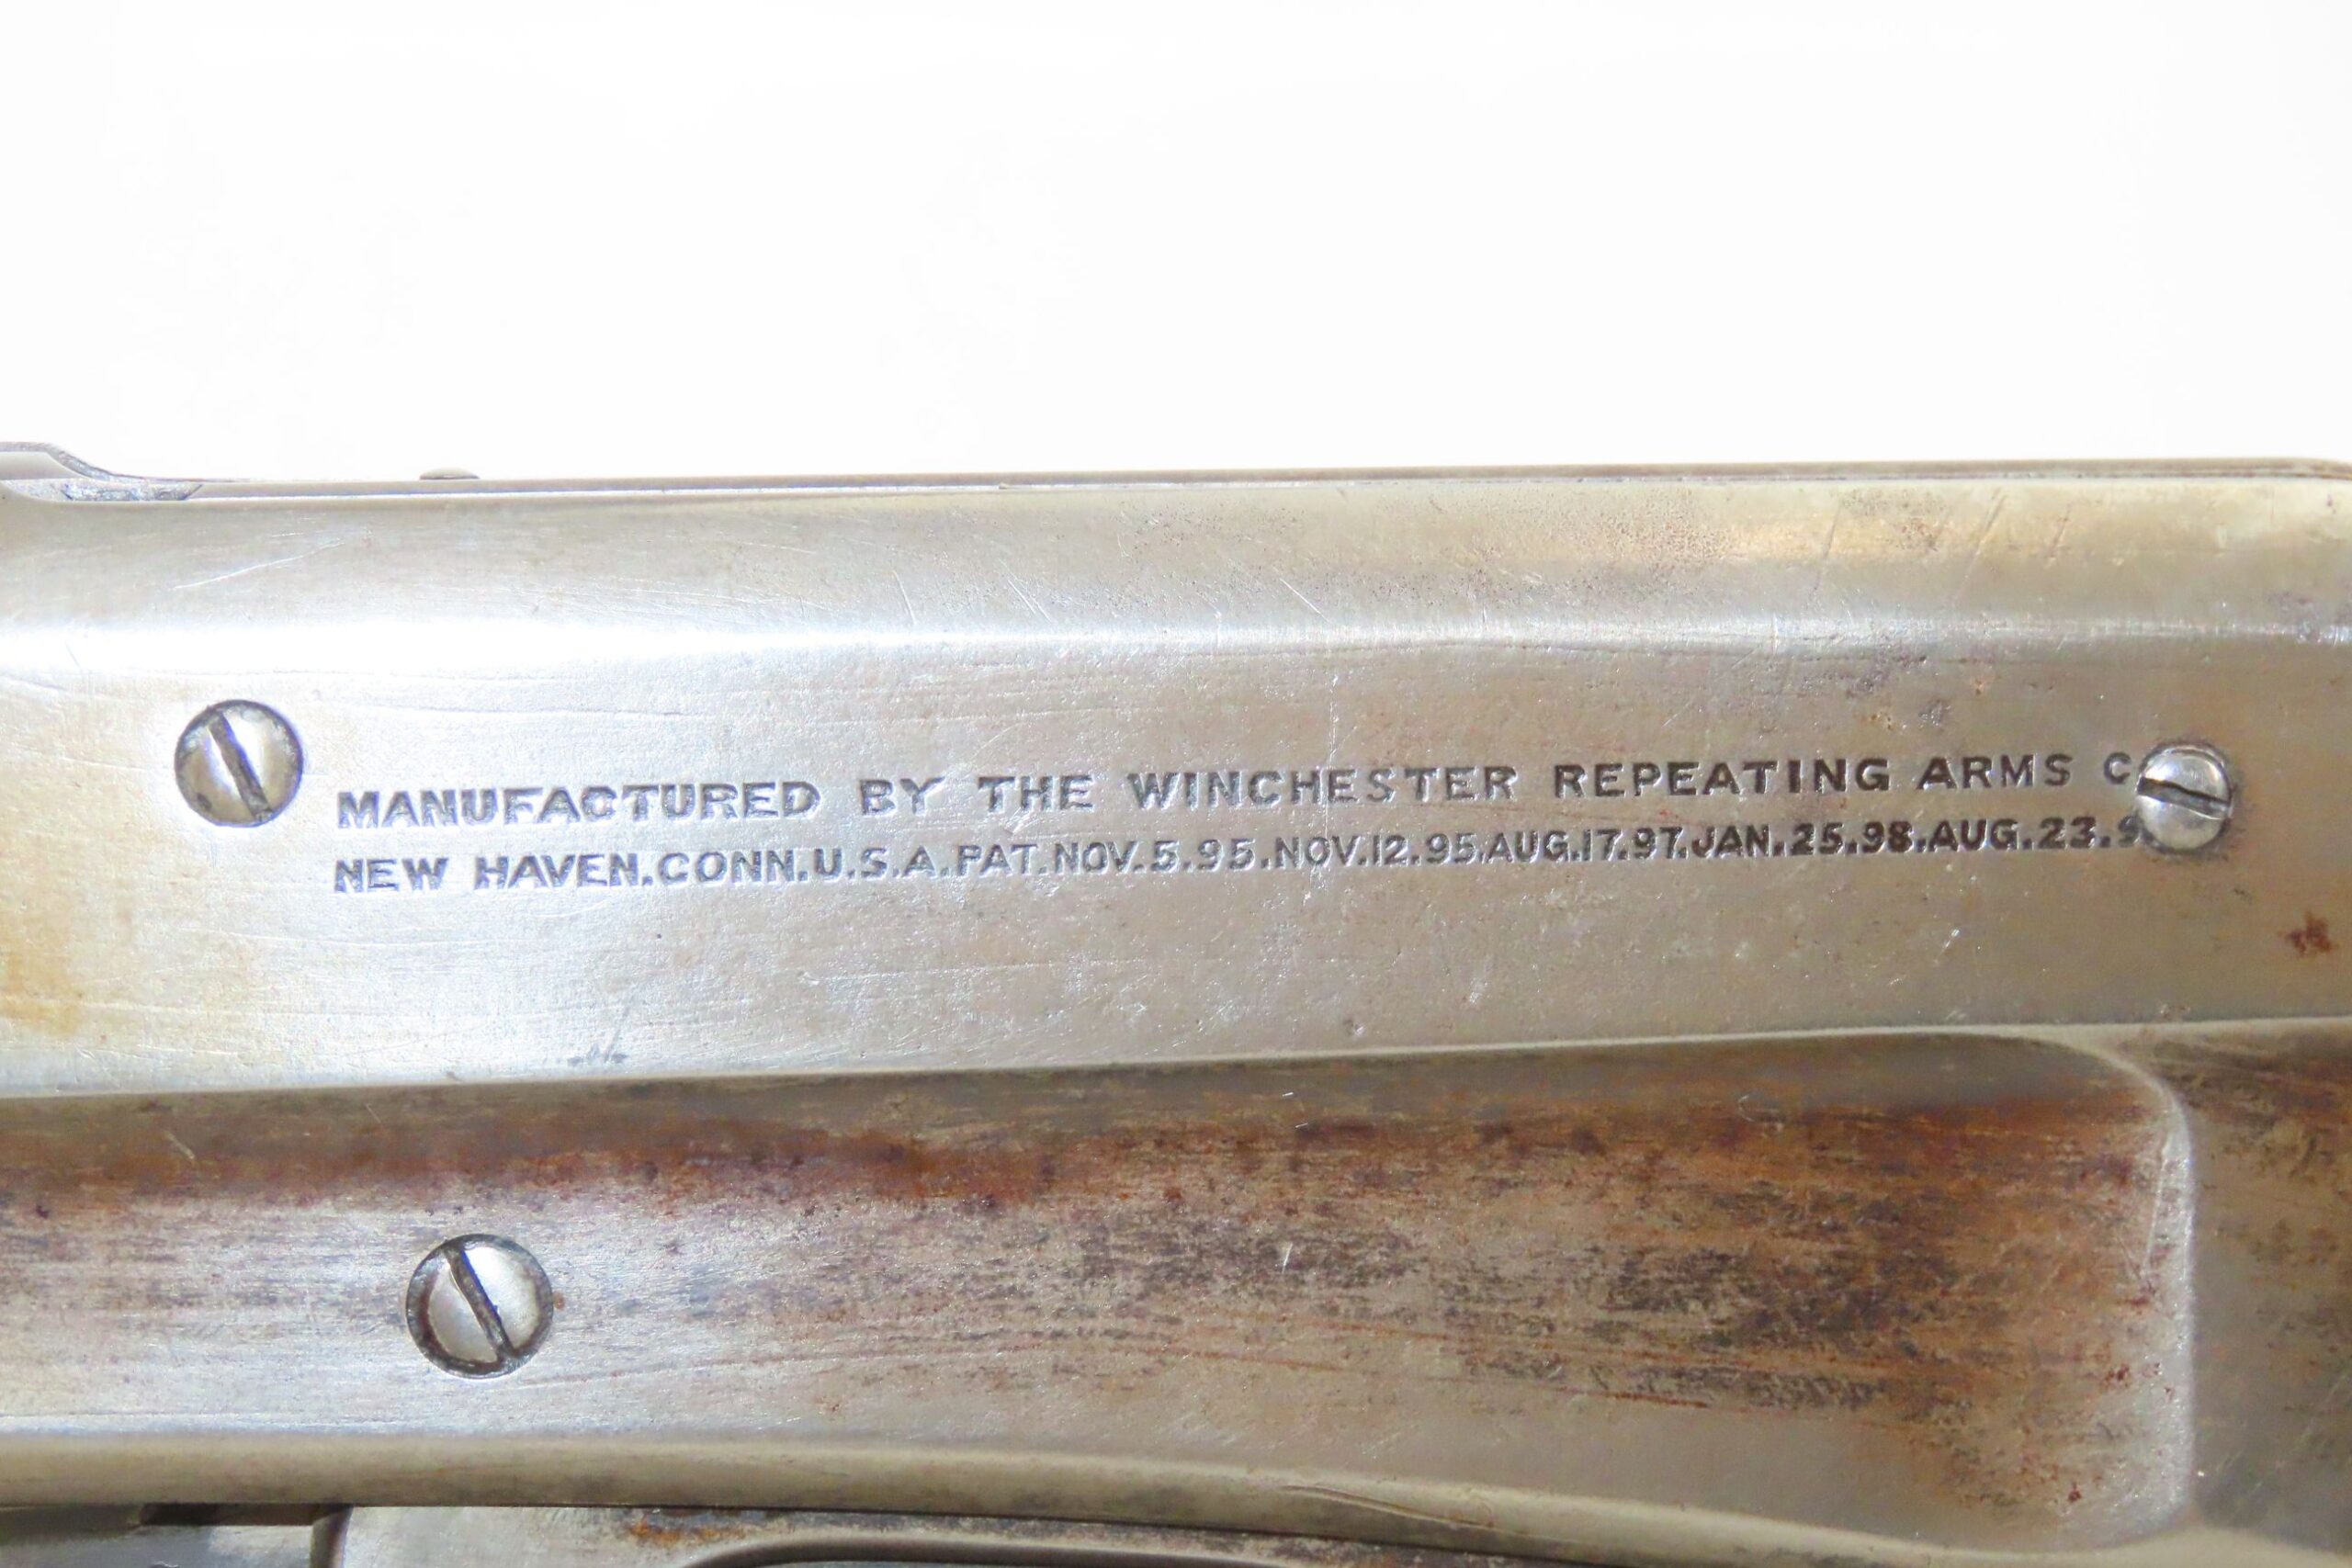 MANUFACTURED BY THE WINCHESTER REPEATING ARMS C
NEW HAVEN.CONN.U.S.A.PAT.NOV.5.95.NOV.12.95.AUG.17.97.JAN.25.98.AUG.23.9